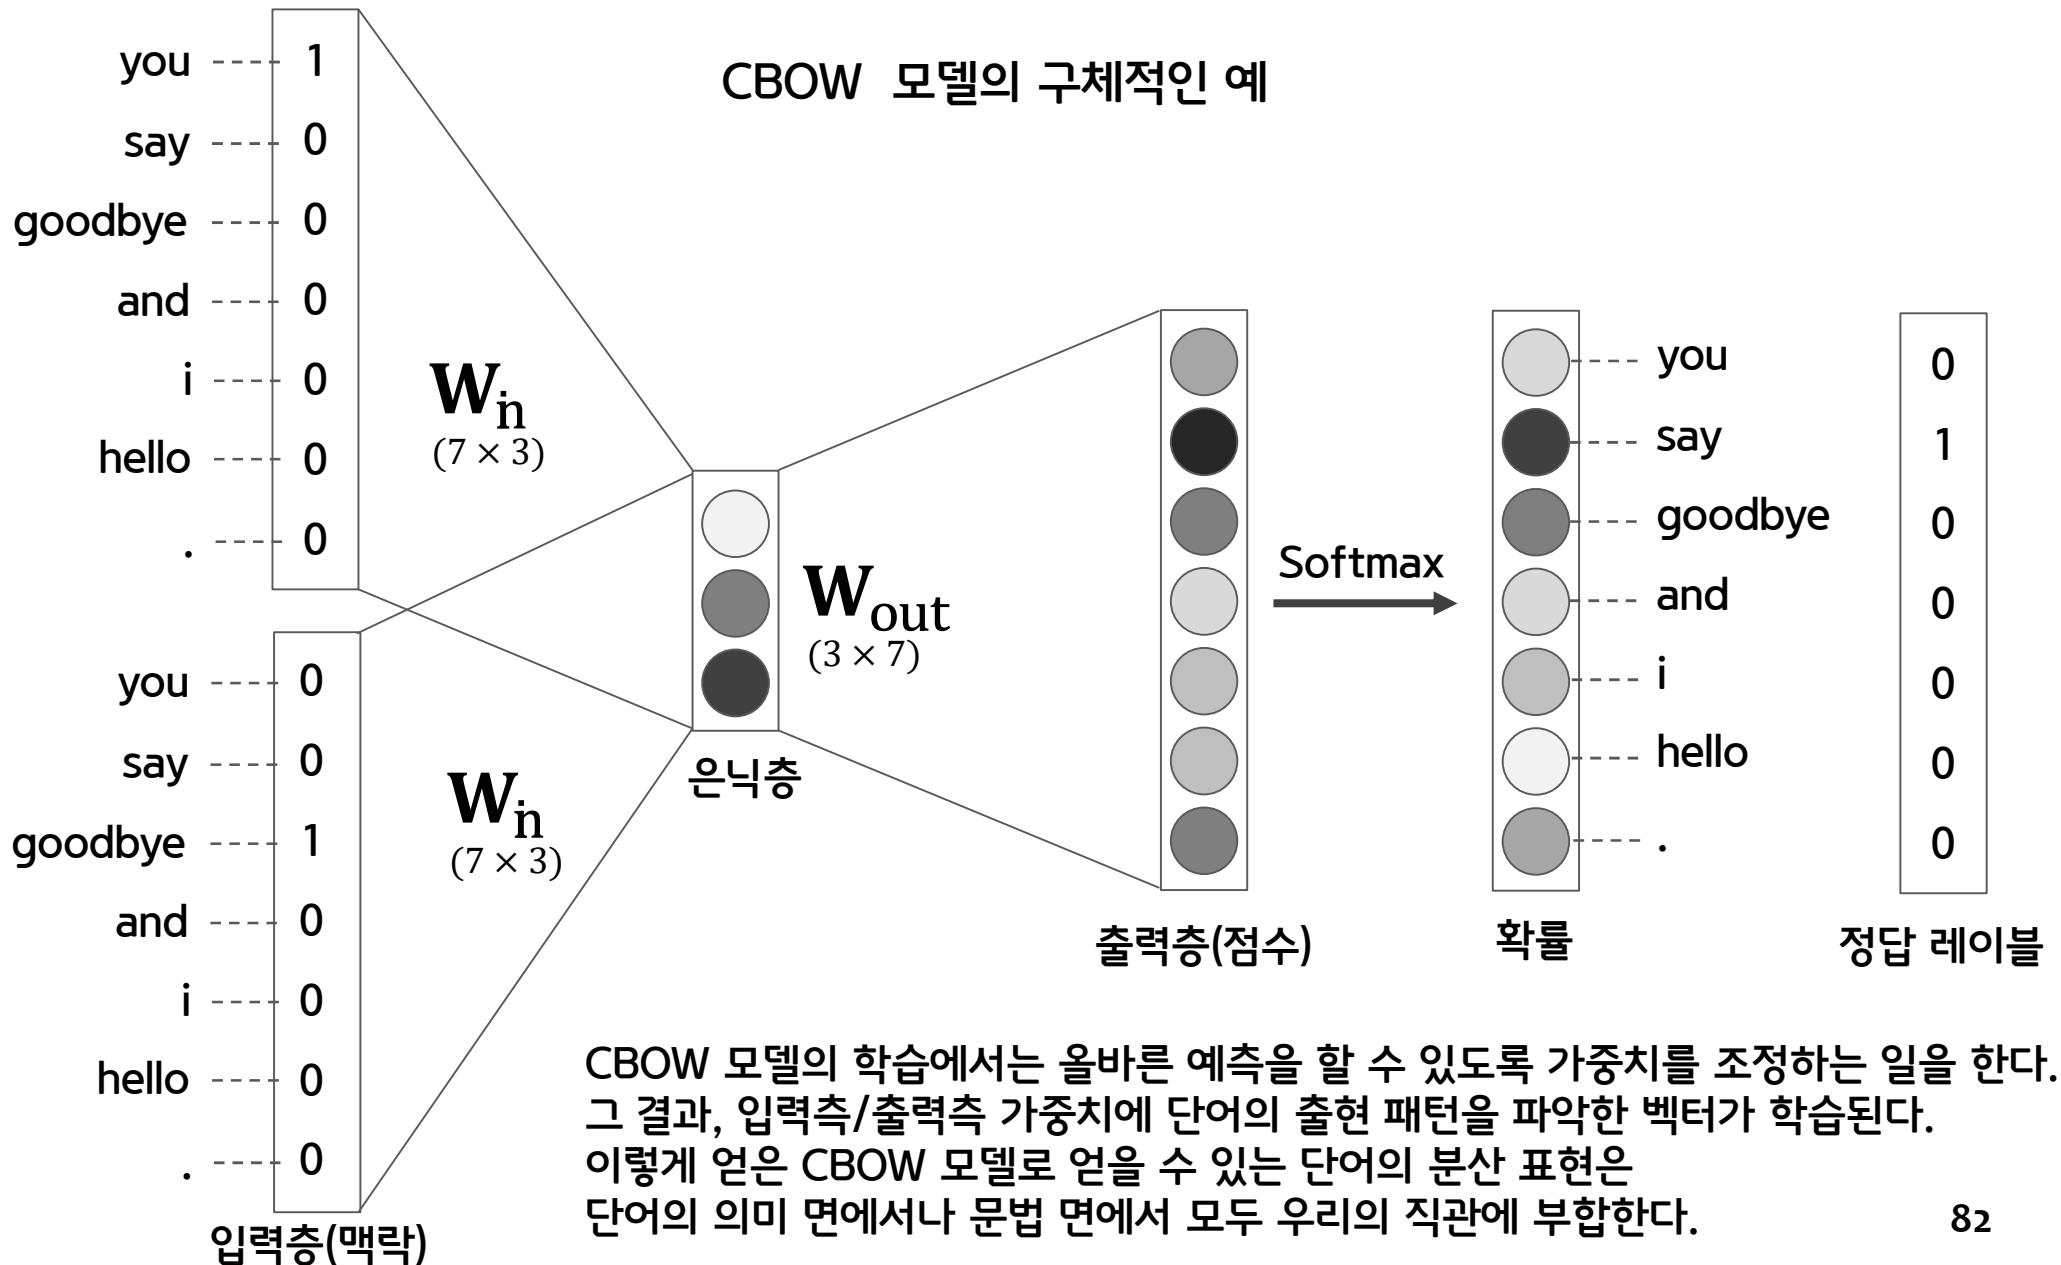 CBOW 모델의 구체적인 예
you 1
say 0
goodbye 0
and 0
i 0
hello 0
. 0
W_in
(7 × 3)
you 0
say 0
goodbye 1
and 0
i 0
hello 0
. 0
입력층(맥락)
W_in
(7 × 3)
은닉층
W_out
(3 × 7)
출력층(점수)
Softmax
you
say
goodbye
and
i
hello
.
확률
0
1
0
0
0
0
0
정답 레이블
CBOW 모델의 학습에서는 올바른 예측을 할 수 있도록 가중치를 조정하는 일을 한다.
그 결과, 입력측/출력측 가중치에 단어의 출현 패턴을 파악한 벡터가 학습된다.
이렇게 얻은 CBOW 모델로 얻을 수 있는 단어의 분산 표현은
단어의 의미 면에서나 문법 면에서 모두 우리의 직관에 부합한다.
82